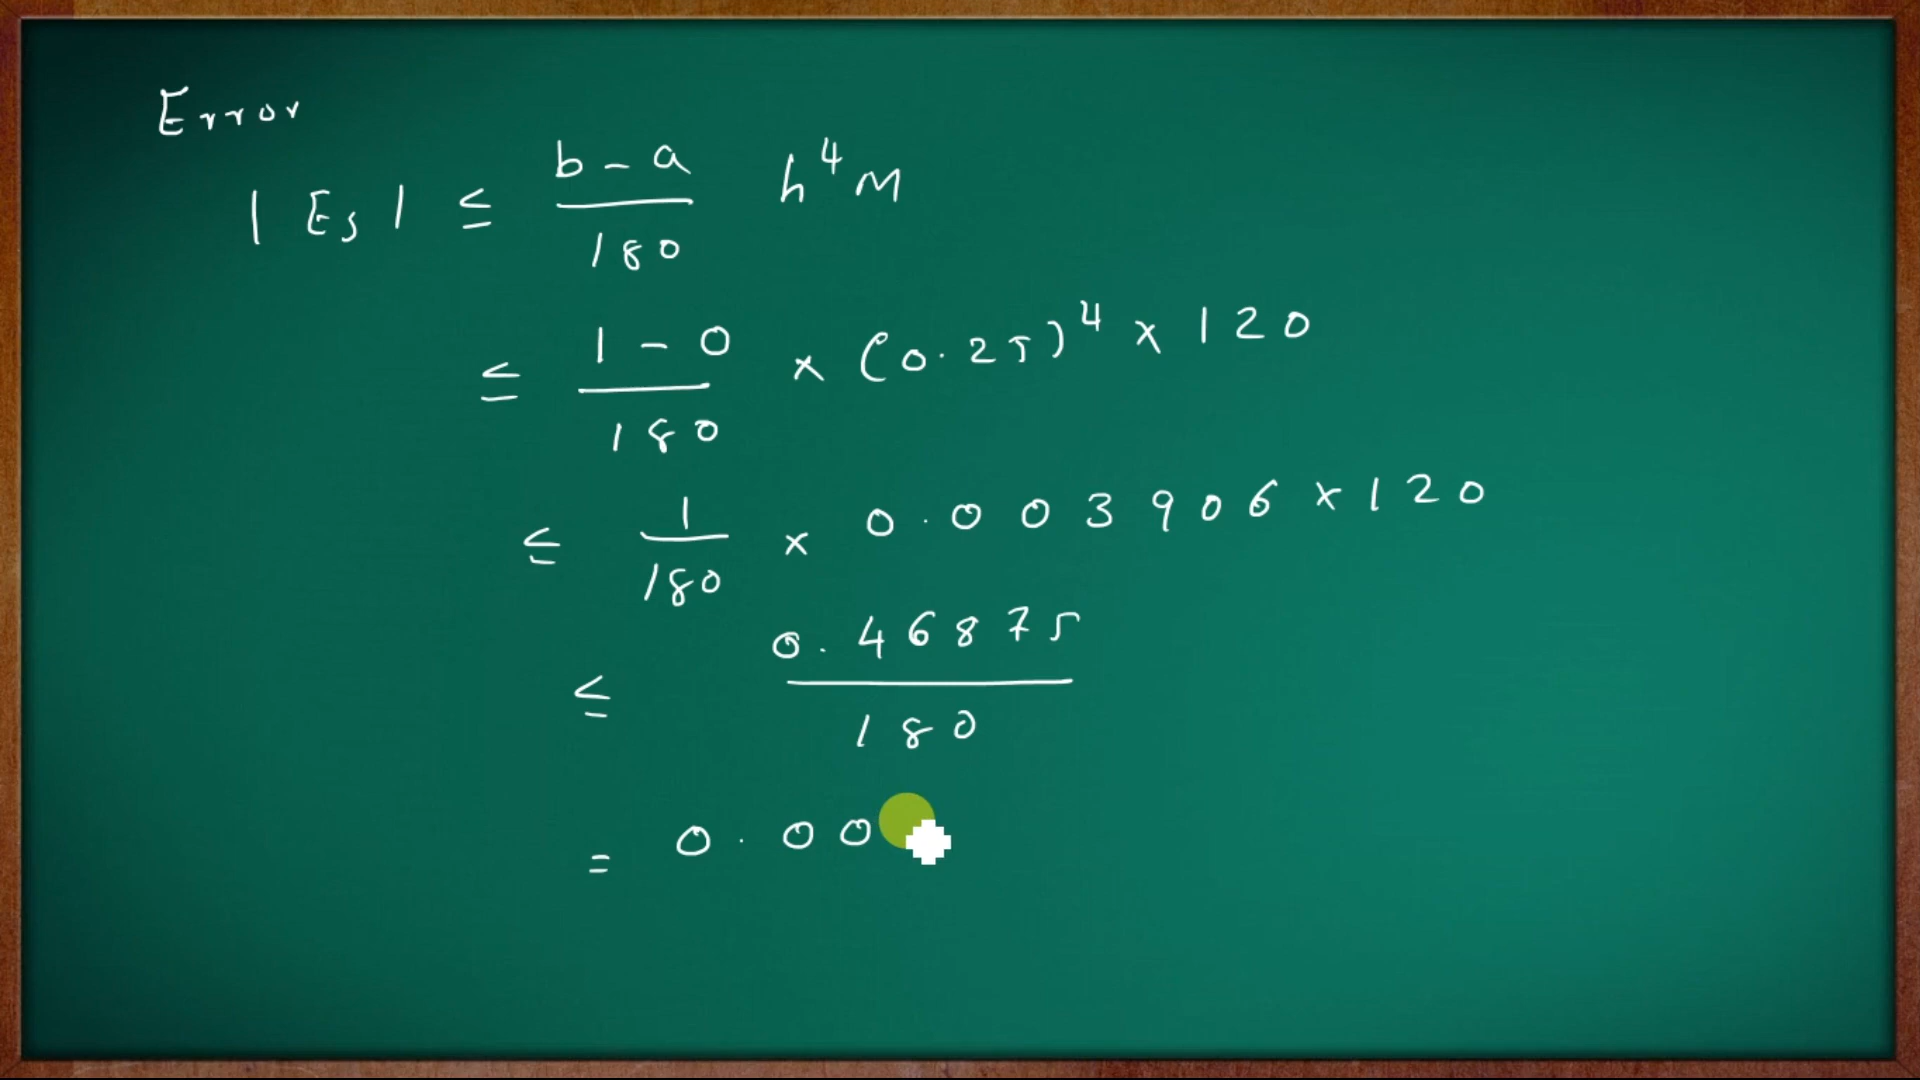 Error
| Es | ≤ b - a / 180 h⁴ M
≤ 1 - 0 / 180 × (0.25)⁴ × 120
≤ 1 / 180 × 0.003906 × 120
≤ 0.46875 / 180
= 0.00